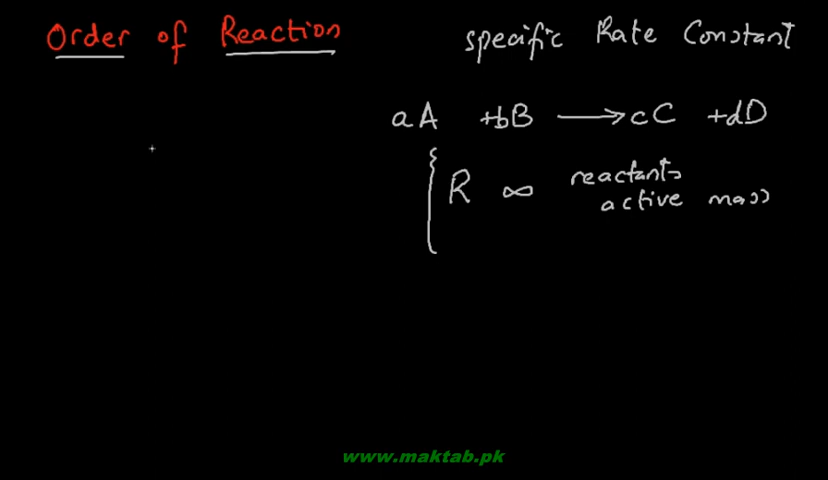 Order of Reaction
specific Rate Constant
aA +bB ⟶ cC +dD
R ∞ reactants
active mass
www.maktab.pk